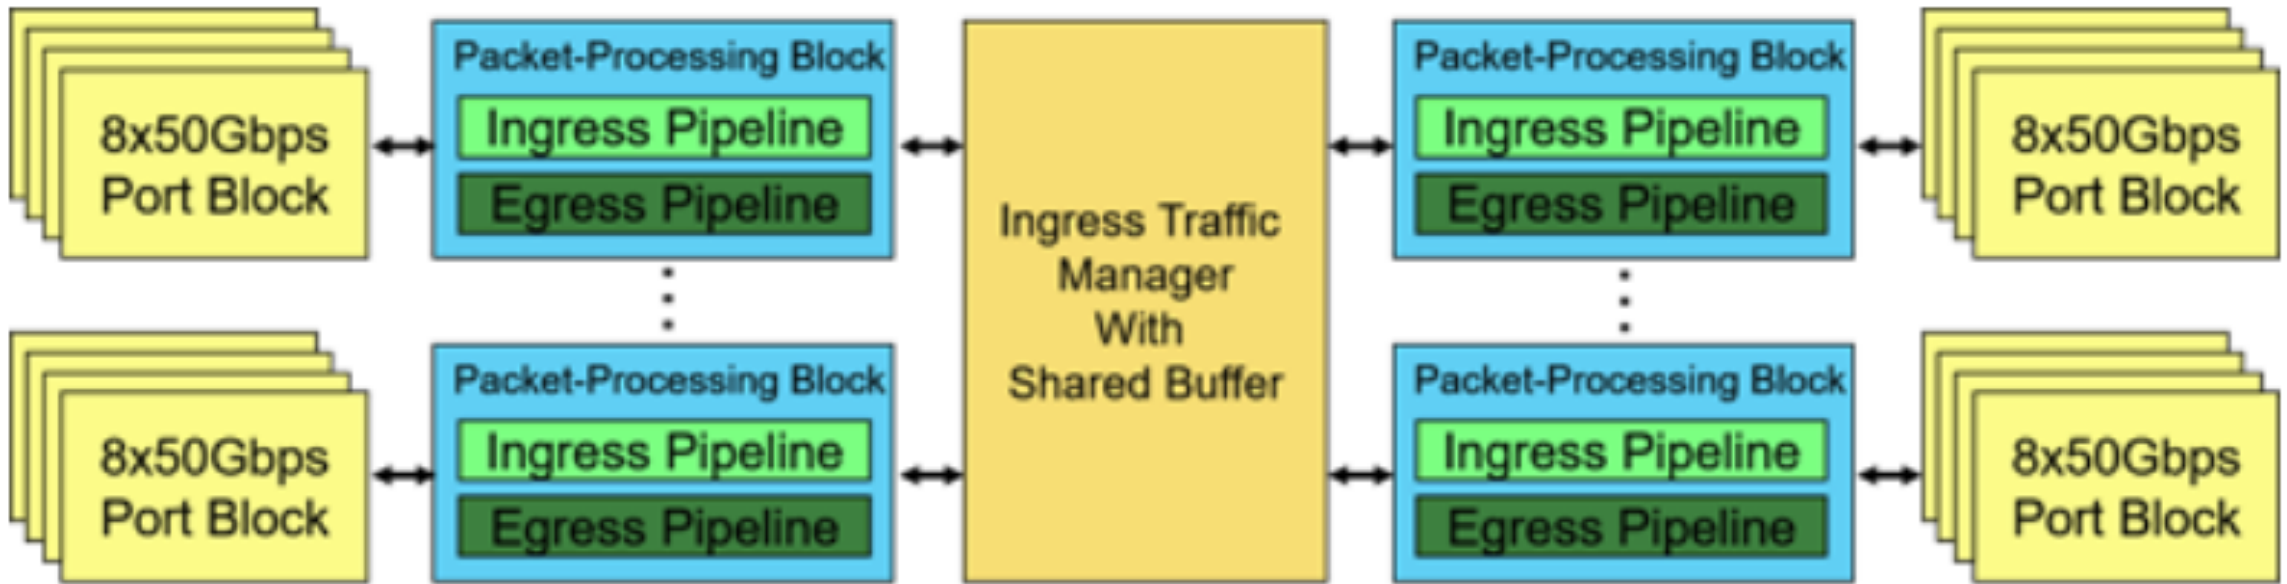 8x50Gbps
Port Block
Packet-Processing Block
Ingress Pipeline
Egress Pipeline
Ingress Traffic
Manager
With
Shared Buffer
Packet-Processing Block
Ingress Pipeline
Egress Pipeline
8x50Gbps
Port Block
8x50Gbps
Port Block
Packet-Processing Block
Ingress Pipeline
Egress Pipeline
Packet-Processing Block
Ingress Pipeline
Egress Pipeline
8x50Gbps
Port Block